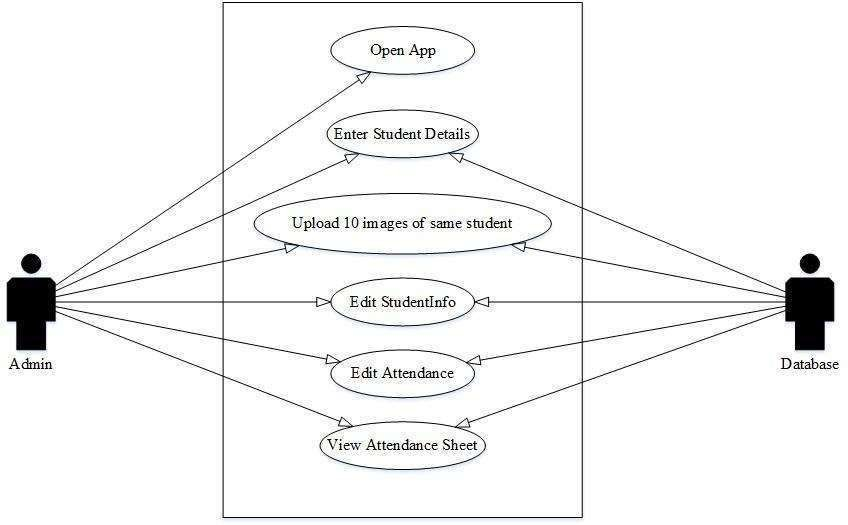 Open App
Enter Student Details
Upload 10 images of same student
Edit StudentInfo
Admin
Database
Edit Attendance
View Attendance Sheet